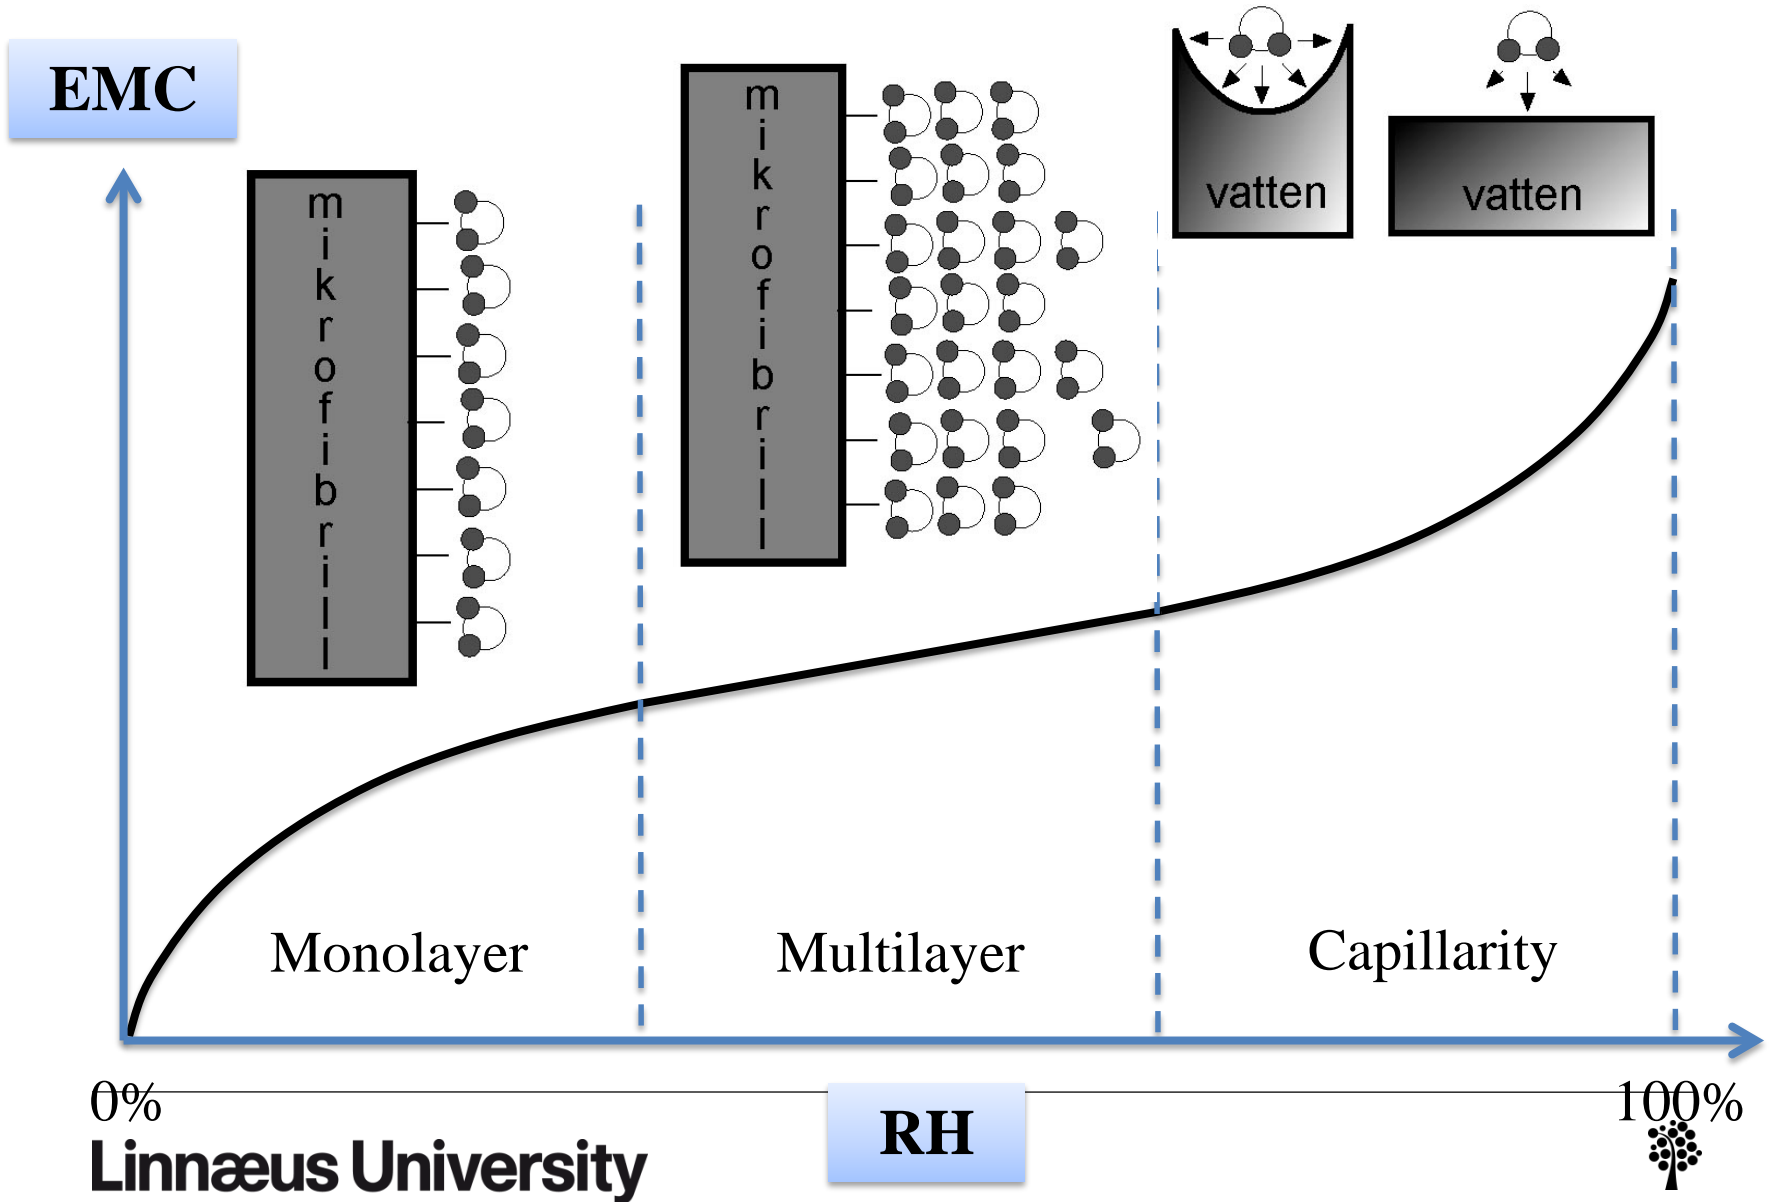 EMC
mikrofibrill
mikrofibrill
vatten
vatten
Monolayer
Multilayer
Capillarity
0%
RH
100%
Linnæus University